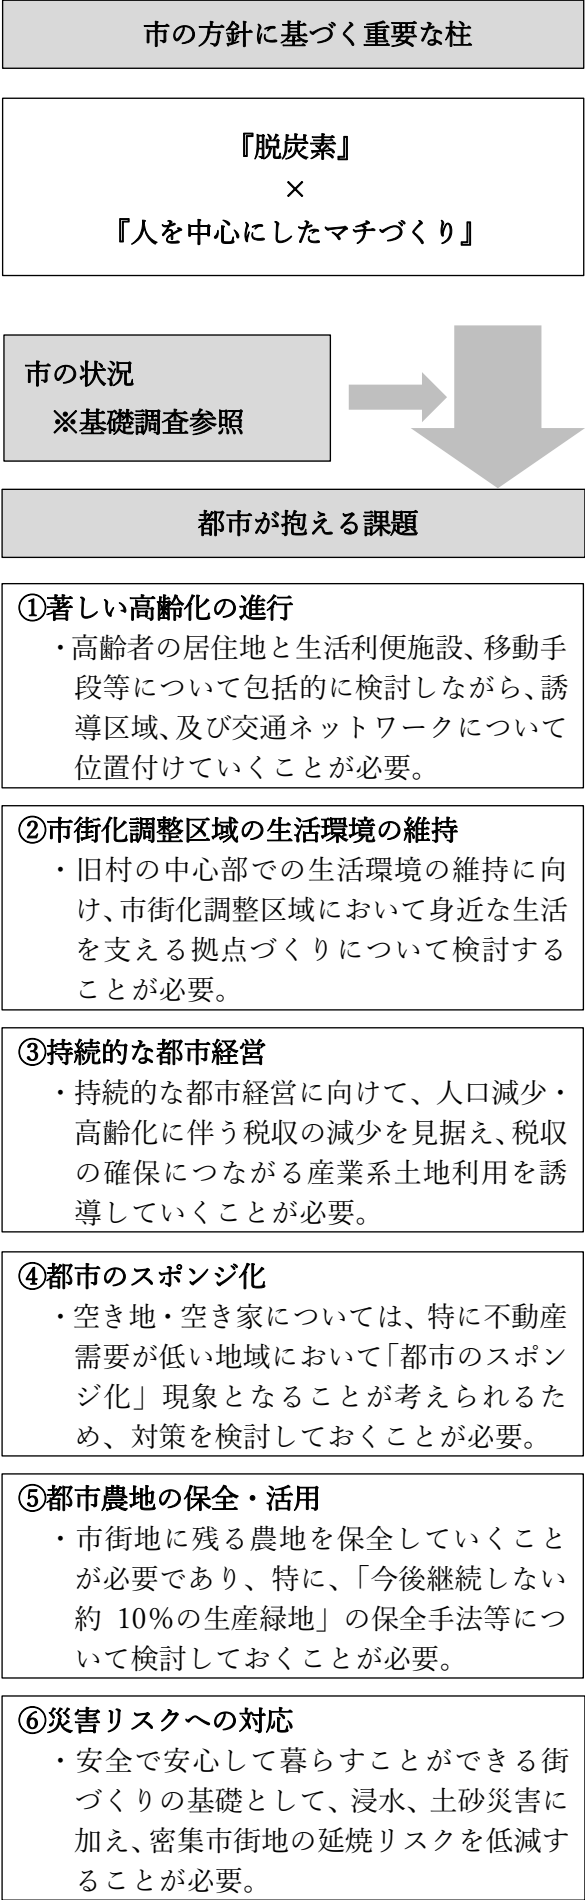 市の方針に基づく重要な柱
『脱炭素』
×
『人を中心にしたマチづくり』
市の状況
※基礎調査参照
都市が抱える課題
①著しい高齢化の進行
・高齢者の居住地と生活利便施設、移動手
段等について包括的に検討しながら、誘
導区域、及び交通ネットワークについて
位置付けていくことが必要。
②市街化調整区域の生活環境の維持
・旧村の中心部での生活環境の維持に向
け、市街化調整区域において身近な生活
を支える拠点づくりについて検討する
ことが必要。
③持続的な都市経営
・持続的な都市経営に向けて、人口減少・
高齢化に伴う税収の減少を見据え、税収
の確保につながる産業系土地利用を誘
導していくことが必要。
④都市のスポンジ化
・空き地・空き家については、特に不動産
需要が低い地域において「都市のスポン
ジ化」現象となることが考えられるた
め、対策を検討しておくことが必要。
⑤都市農地の保全・活用
・市街地に残る農地を保全していくこと
が必要であり、特に、「今後継続しない
約 10%の生産緑地」の保全手法等につ
いて検討しておくことが必要。
⑥災害リスクへの対応
・安全で安心して暮らすことができる街
づくりの基礎として、浸水、土砂災害に
加え、密集市街地の延焼リスクを低減す
ることが必要。